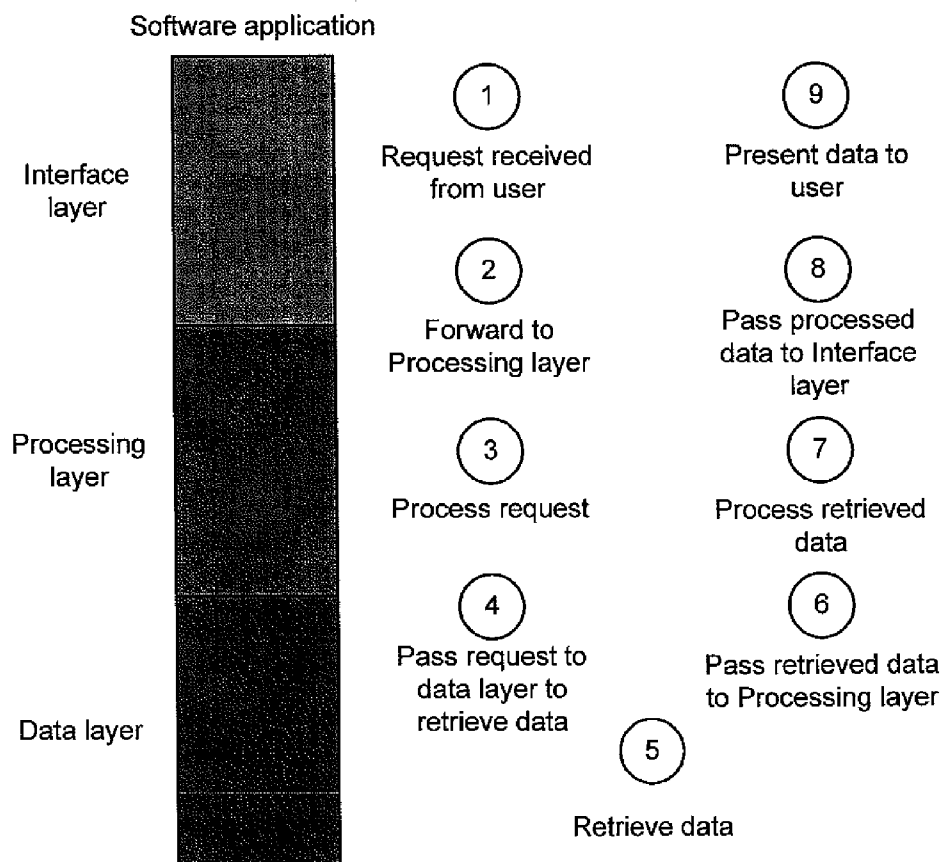 Software application
Interface
layer
Processing
layer
Data layer
1
Request received
from user
2
Forward to
Processing layer
3
Process request
4
Pass request to
data layer to
retrieve data
5
Retrieve data
6
Pass retrieved data
to Processing layer
7
Process retrieved
data
8
Pass processed
data to Interface
layer
9
Present data to
user